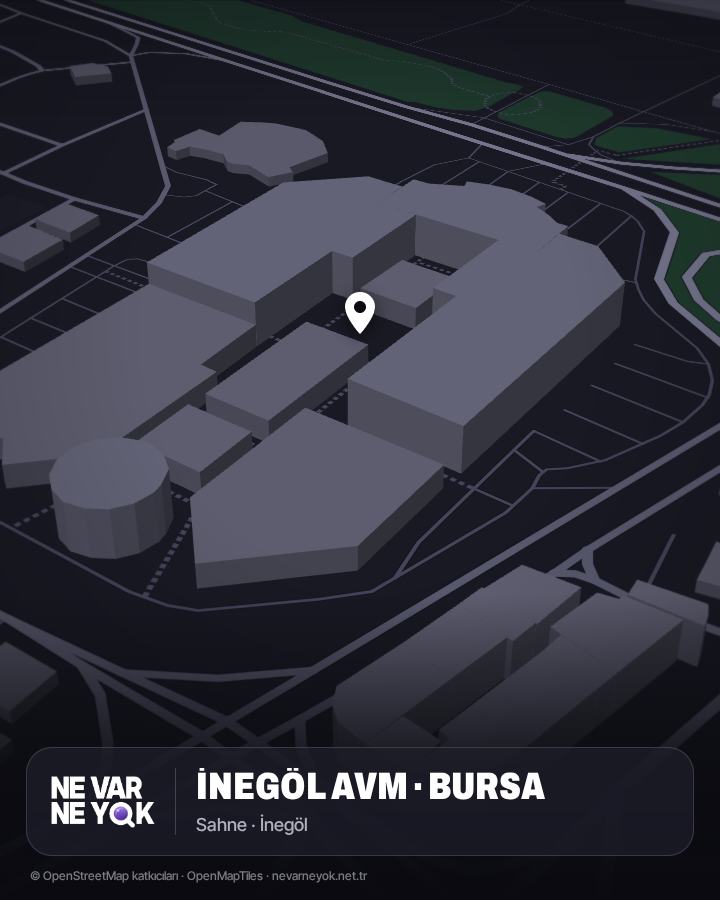 NE VAR
NE YOK
İNEGÖL AVM · BURSA
Sahne · İnegöl
© OpenStreetMap katkıcıları · OpenMapTiles · nevarneyok.net.tr